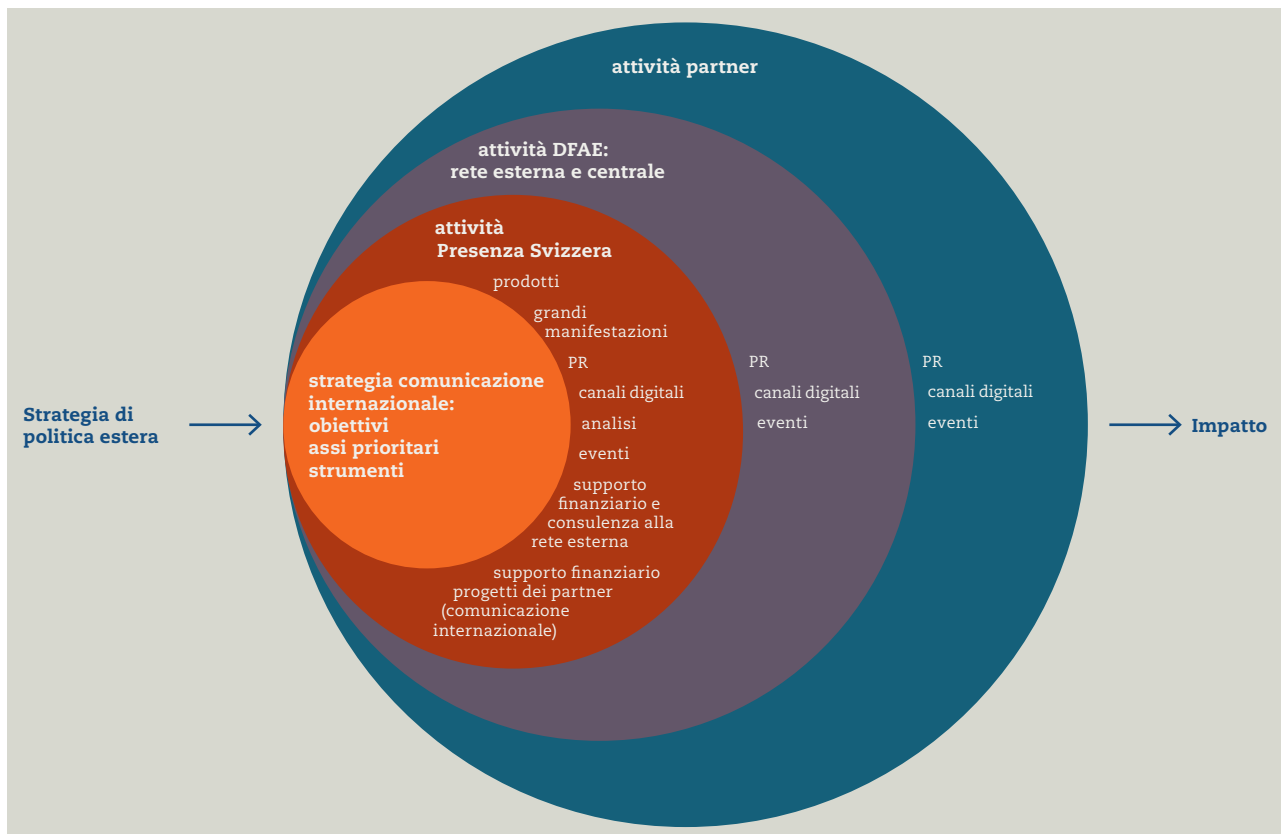 attività partner
attività DFAE:
rete esterna e centrale
attività
Presenza Svizzera
prodotti
grandi
manifestazioni
PR
canali digitali
analisi
eventi
supporto
finanziario e
consulenza alla
rete esterna
supporto finanziario
progetti dei partner
(comunicazione
internazionale)
strategia comunicazione
internazionale:
obiettivi
assi prioritari
strumenti
PR
canali digitali
eventi
PR
canali digitali
eventi
Strategia di
politica estera
Impatto